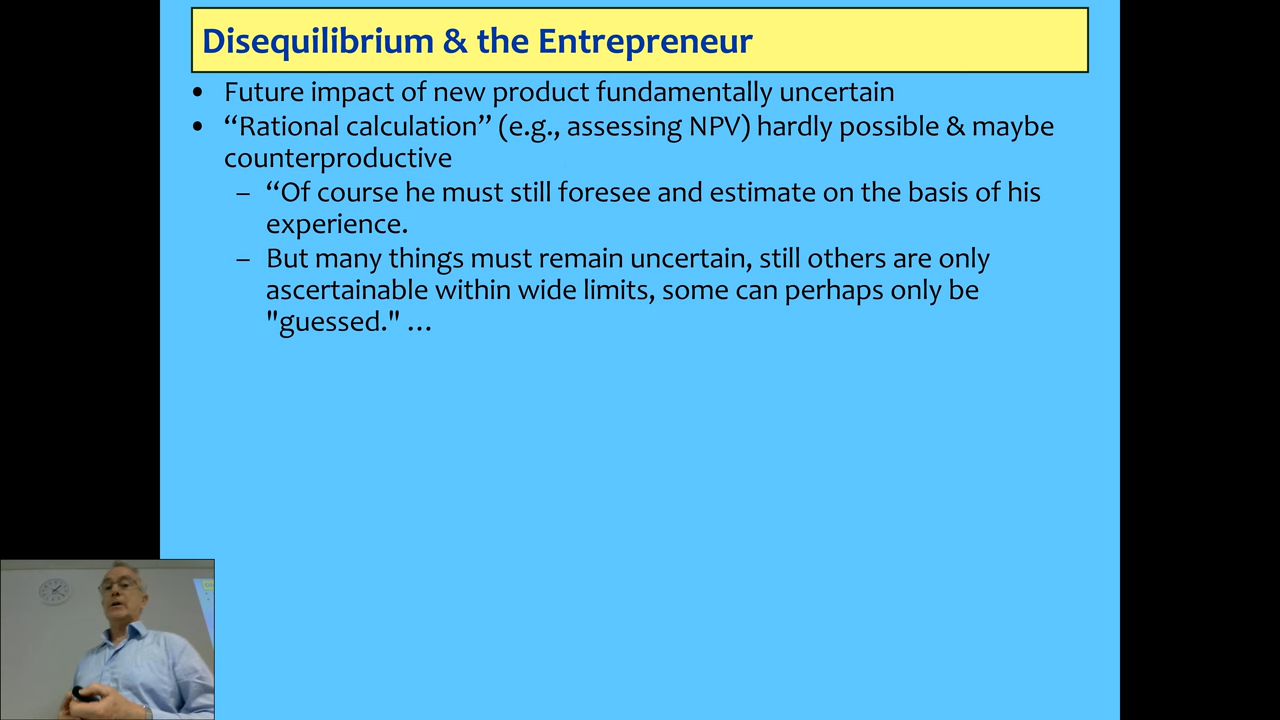 Disequilibrium & the Entrepreneur
• Future impact of new product fundamentally uncertain
• “Rational calculation” (e.g., assessing NPV) hardly possible & maybe
counterproductive
– “Of course he must still foresee and estimate on the basis of his
experience.
– But many things must remain uncertain, still others are only
ascertainable within wide limits, some can perhaps only be
"guessed." …